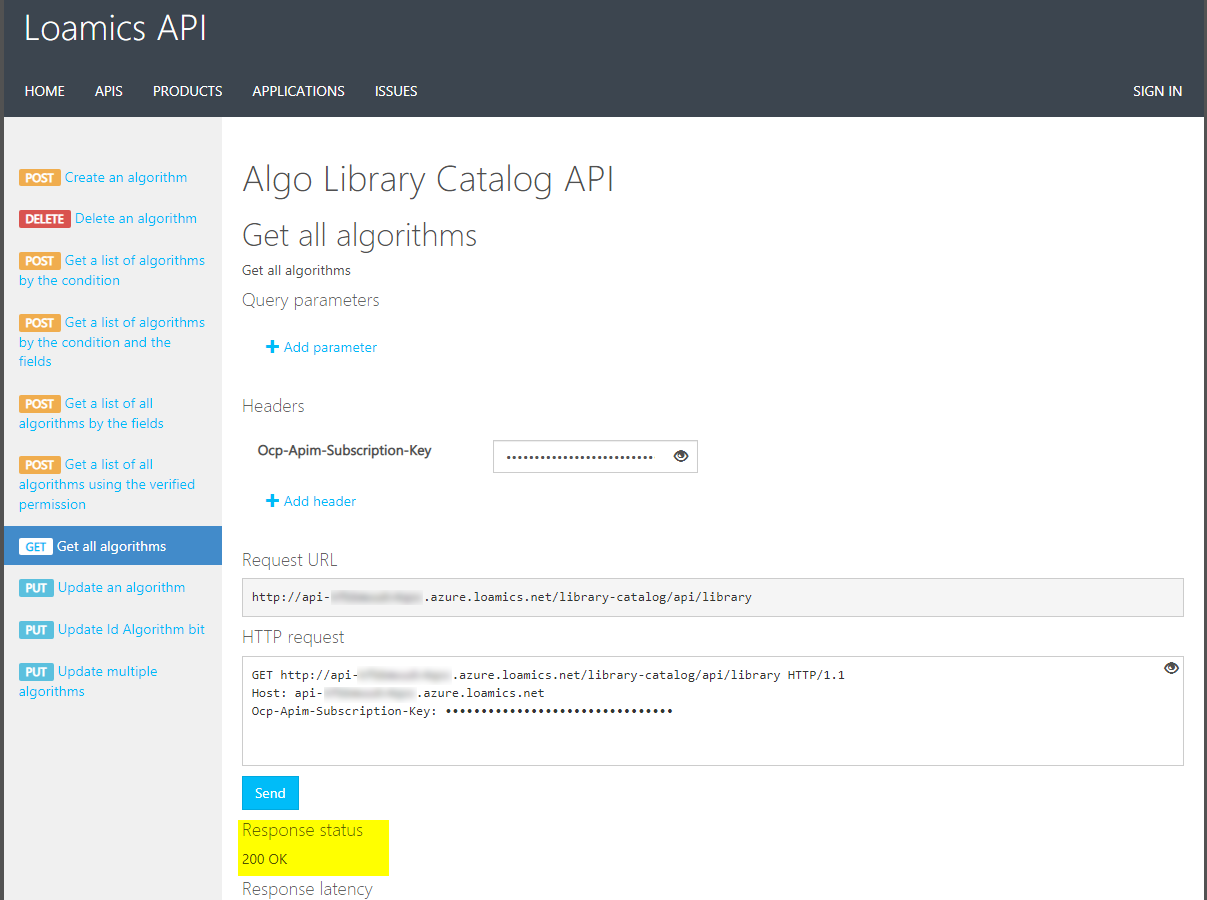 Loamics API
HOME APIS PRODUCTS APPLICATIONS ISSUES SIGN IN
POST Create an algorithm
DELETE Delete an algorithm
POST Get a list of algorithms
by the condition
POST Get a list of algorithms
by the condition and the
fields
POST Get a list of all
algorithms by the fields
POST Get a list of all
algorithms using the verified
permission
GET Get all algorithms
PUT Update an algorithm
PUT Update Id Algorithm bit
PUT Update multiple
algorithms
Algo Library Catalog API
Get all algorithms
Get all algorithms
Query parameters
Add parameter
Headers
Ocp-Apim-Subscription-Key ••••••••••••••••••••••••••
Add header
Request URL
http://api- .azure.loamics.net/library-catalog/api/library
HTTP request
GET http://api- .azure.loamics.net/library-catalog/api/library HTTP/1.1
Host: api- .azure.loamics.net
Ocp-Apim-Subscription-Key: ••••••••••••••••••••••••••••••••
Send
Response status
200 OK
Response latency